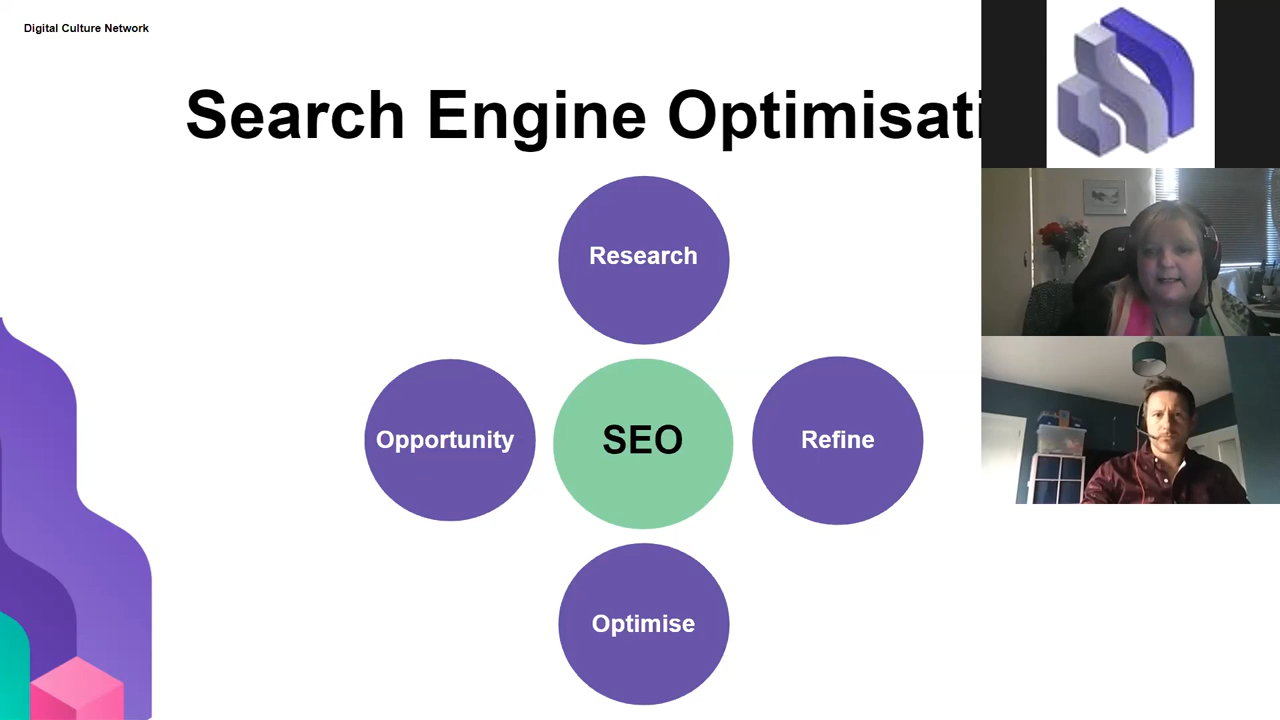 Digital Culture Network
Search Engine Optimisati
Research
Opportunity
SEO
Refine
Optimise